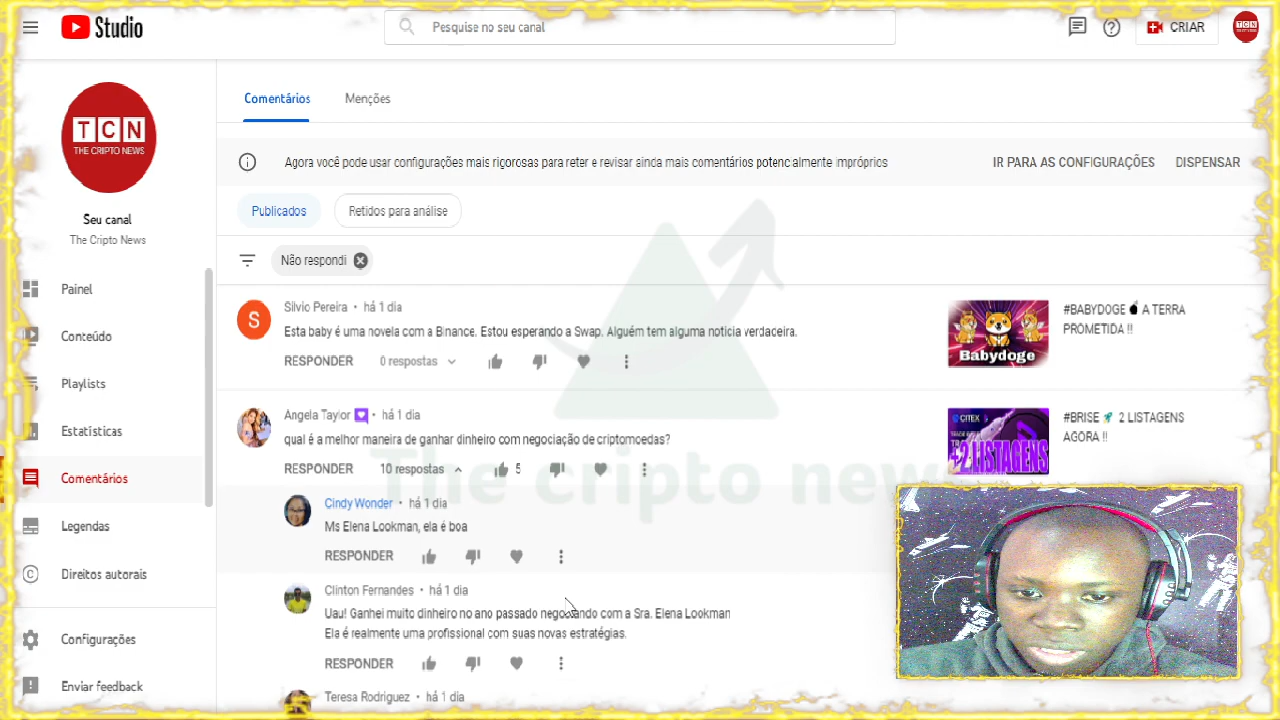 Studio
Pesquise no seu canal
CRIAR
TCN
THE CRIPTO NEWS
Seu canal
The Cripto News
Painel
Conteúdo
Playlists
Estatísticas
Comentários
Legendas
Direitos autorais
Configurações
Enviar feedback
Comentários
Menções
Agora você pode usar configurações mais rigorosas para reter e revisar ainda mais comentários potencialmente impróprios
IR PARA AS CONFIGURAÇÕES
DISPENSAR
Publicados
Retidos para análise
Não respondi
S
Silvio Pereira • há 1 dia
Esta baby é uma novela com a Binance. Estou esperando a Swap. Alguém tem alguma noticia verdaceira.
RESPONDER
0 respostas
Babydoge
#BABYDOGE A TERRA
PROMETIDA !!
Angela Taylor • há 1 dia
qual é a melhor maneira de ganhar dinheiro com negociação de criptomoedas?
RESPONDER
10 respostas
5
CITEX
+2 LISTAGENS
#BRISE 2 LISTAGENS
AGORA !!
The cripto new
Cindy Wonder • há 1 dia
Ms Elena Lookman, ela é boa
RESPONDER
Clinton Fernandes • há 1 dia
Uau! Ganhei muito dinheiro no ano passado negociando com a Sra. Elena Lookman
Ela é realmente uma profissional com suas novas estratégias.
RESPONDER
Teresa Rodriguez • há 1 dia